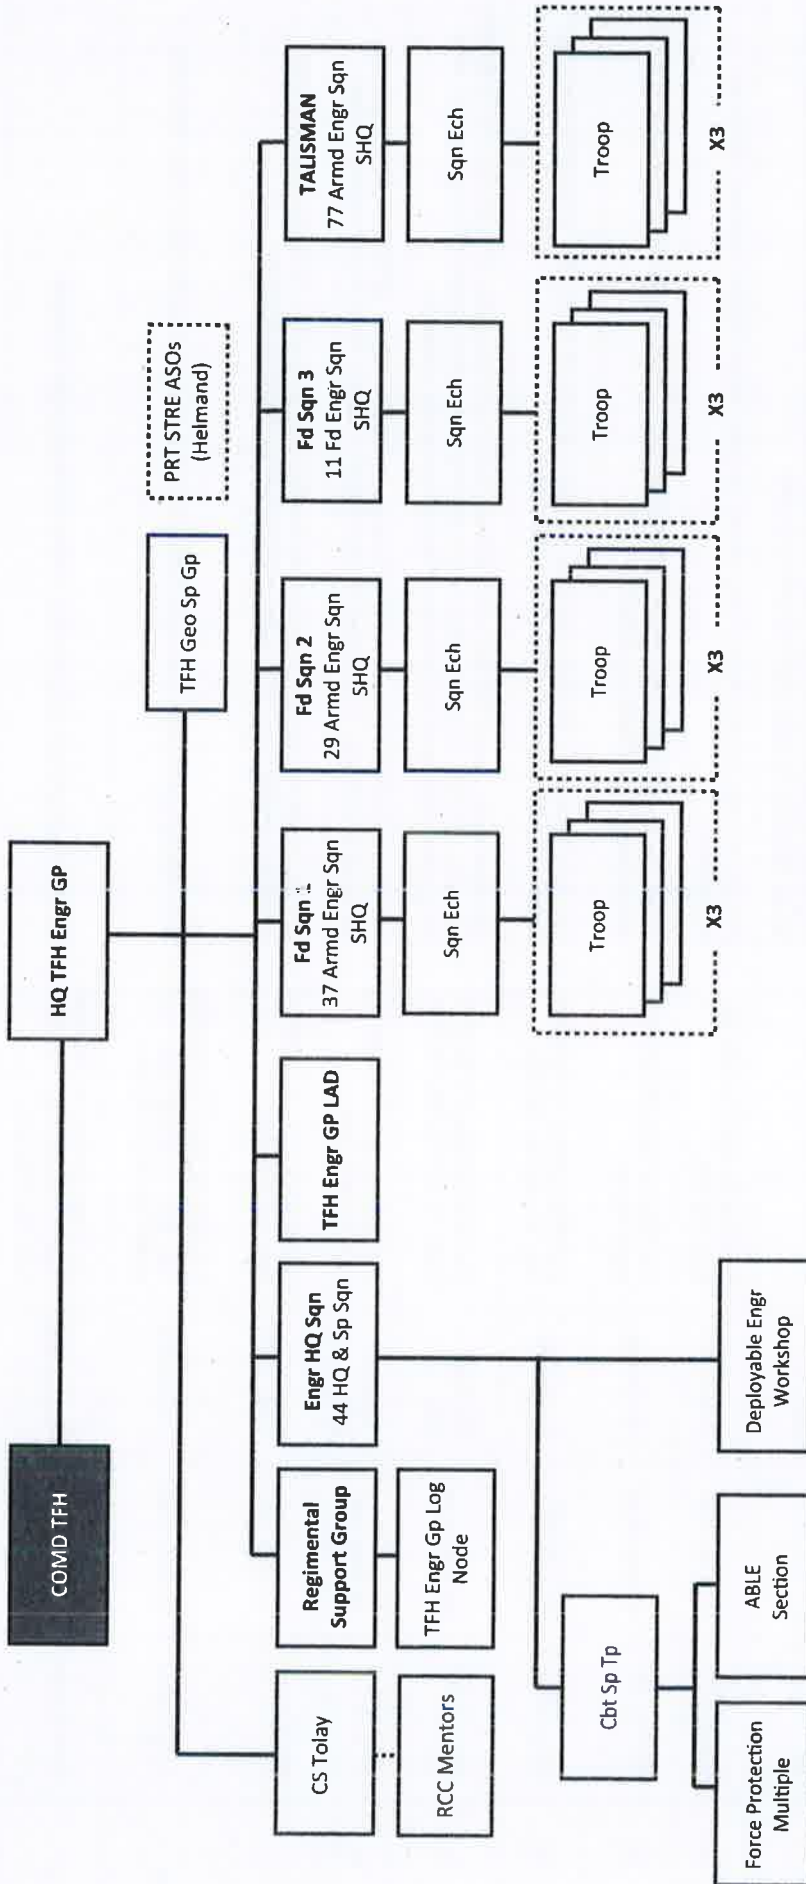 COMD TFH
HQ TFH Engr GP
TFH Geo Sp Gp
PRT STRE ASOs
(Helmand)
CS Tolay
RCC Mentors
Regimental
Support Group
TFH Engr Gp Log
Node
Engr HQ Sqn
44 HQ & Sp Sqn
TFH Engr GP LAD
Fd Sqn
37 Armd Engr Sqn
SHQ
Fd Sqn 2
29 Armd Engr Sqn
SHQ
Fd Sqn 3
11 Fd Engr Sqn
SHQ
TALISMAN
77 Armd Engr Sqn
SHQ
Sqn Ech
Sqn Ech
Sqn Ech
Sqn Ech
Troop
Troop
Troop
Troop
X3
X3
X3
X3
Cbt Sp Tp
Force Protection
Multiple
ABLE
Section
Deployable Engr
Workshop